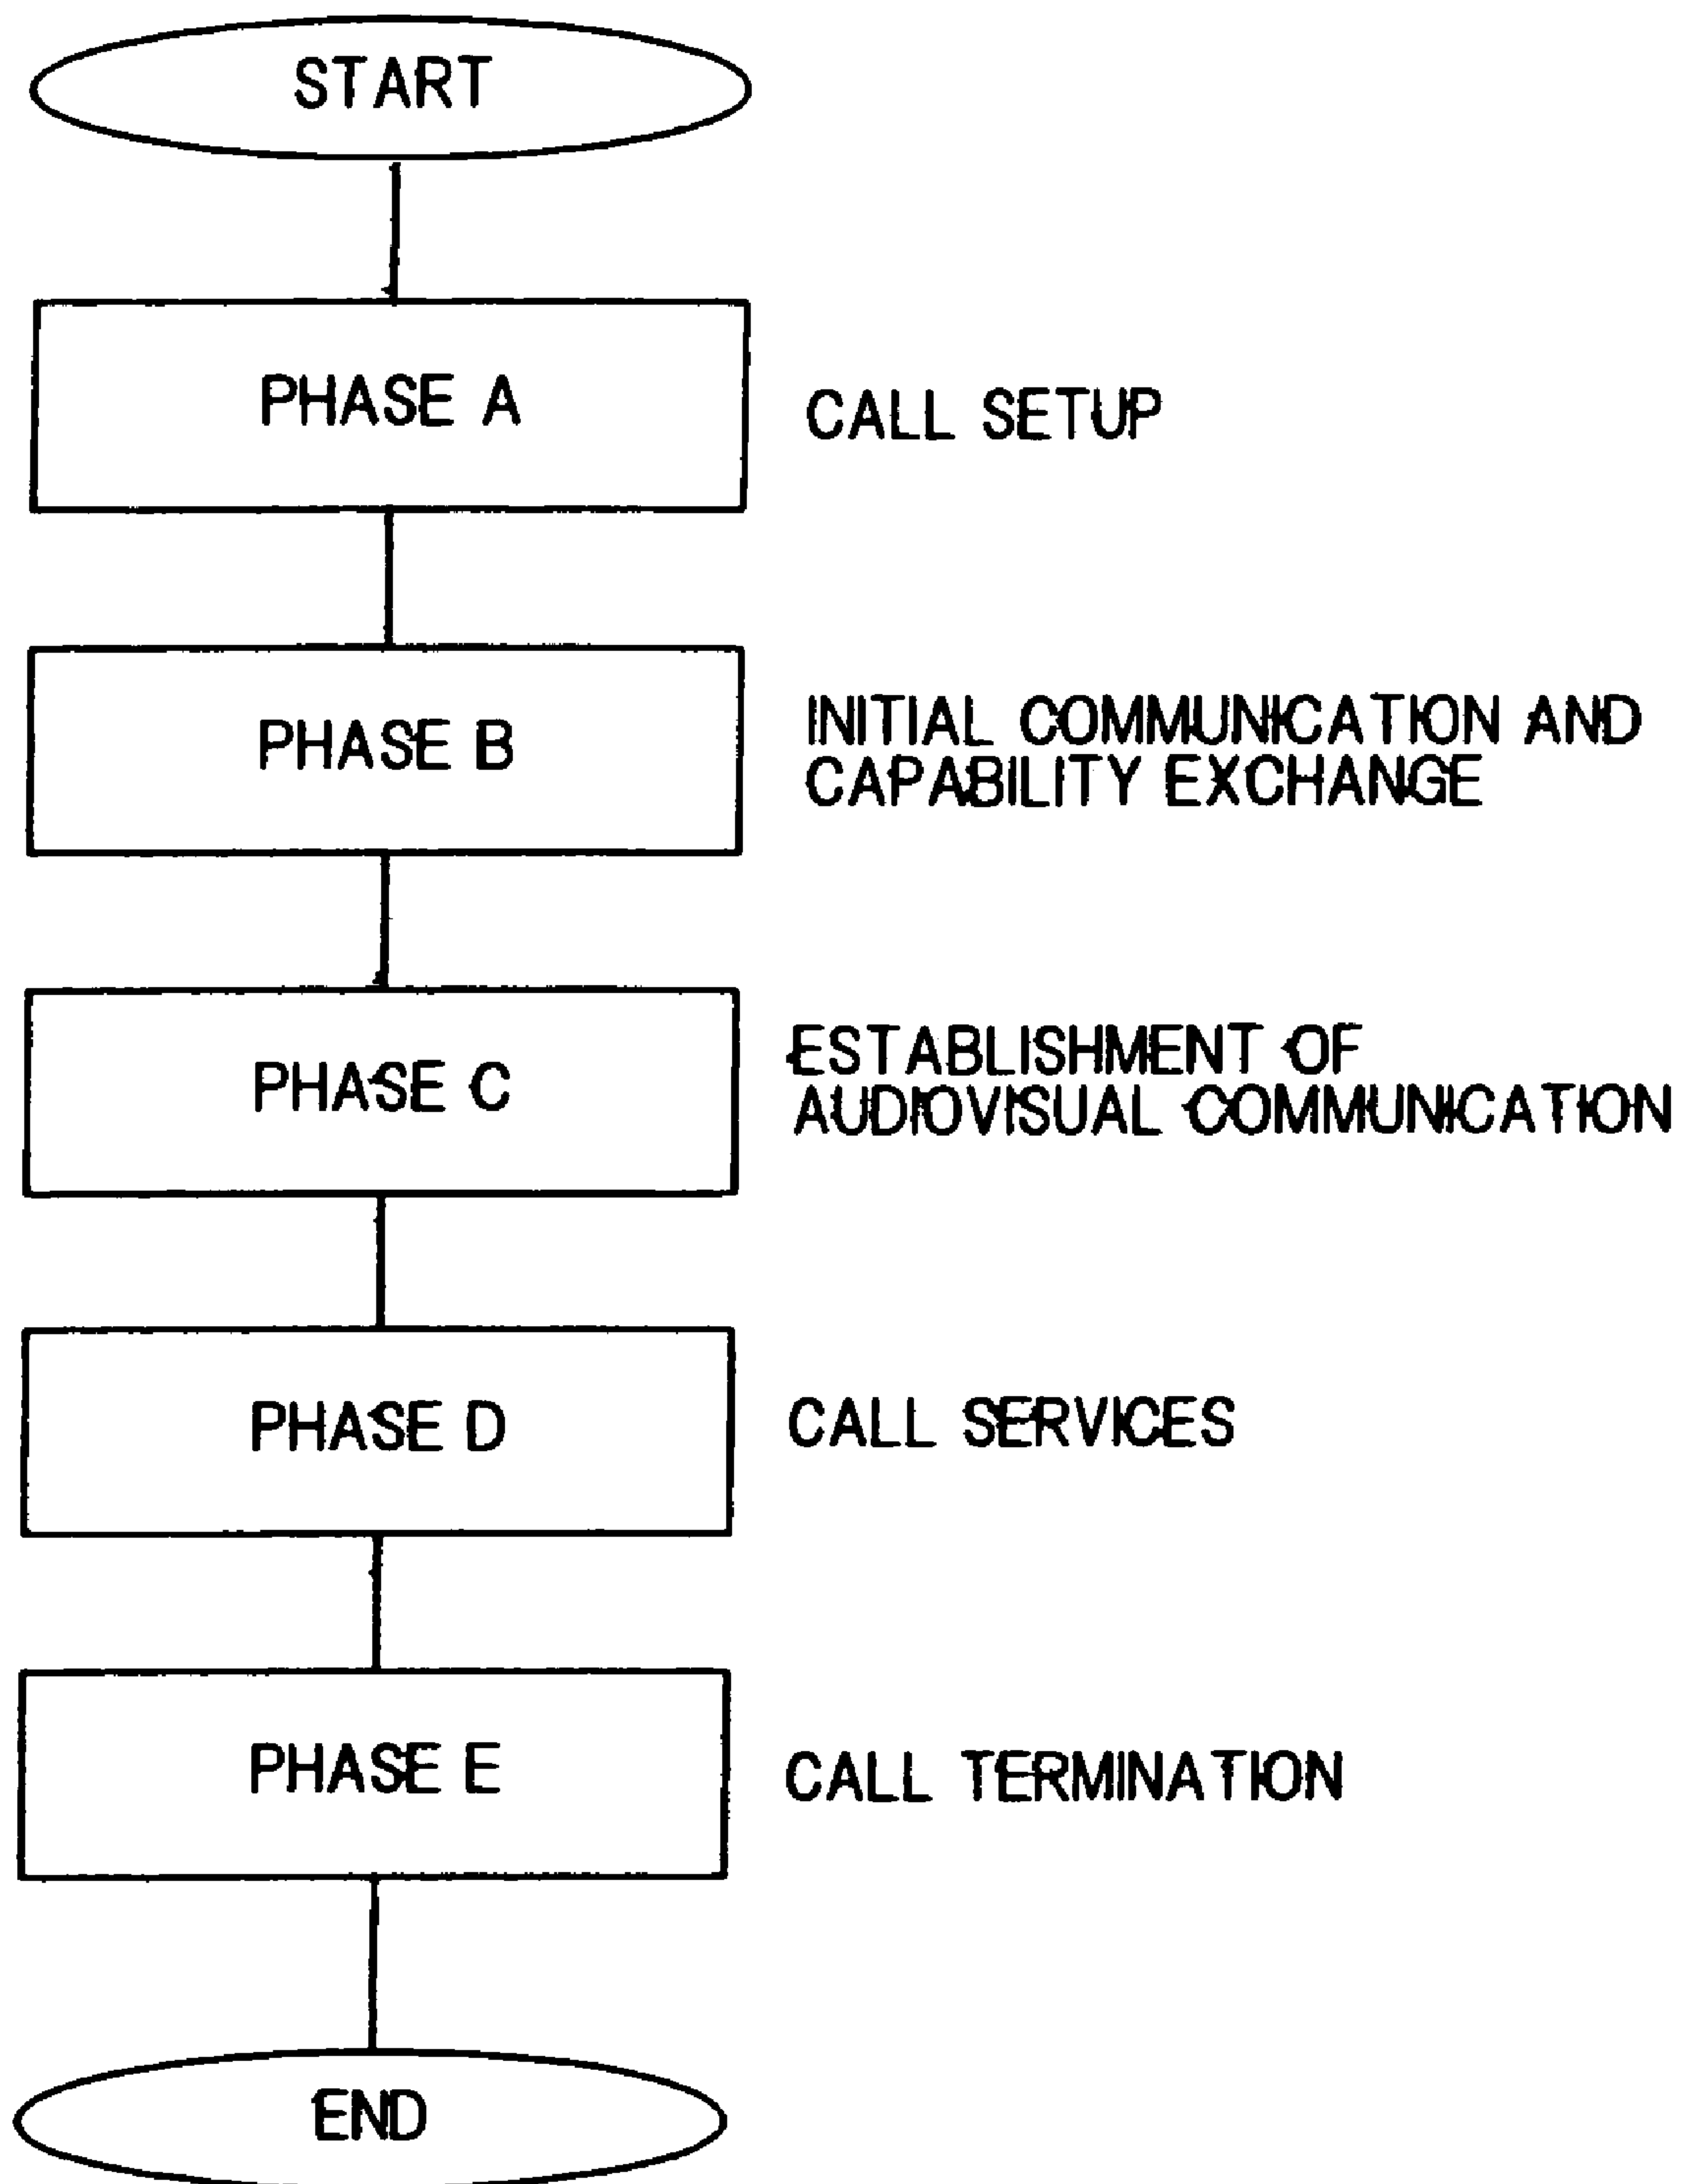 START
PHASE A
CALL SETUP
PHASE B
INITIAL COMMUNICATION AND
CAPABILITY EXCHANGE
PHASE C
ESTABLISHMENT OF
AUDIOVISUAL COMMUNICATION
PHASE D
CALL SERVICES
PHASE E
CALL TERMINATION
END